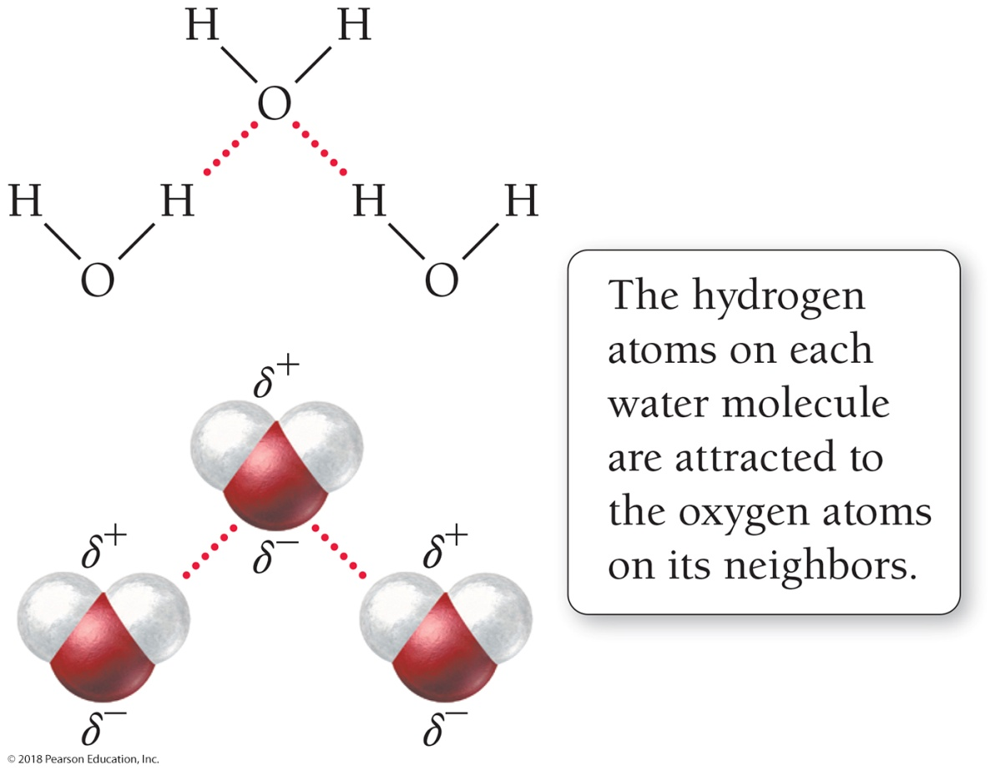 H H
O
H H H H
O O
δ+
δ−
δ+ δ+
δ− δ−
The hydrogen
atoms on each
water molecule
are attracted to
the oxygen atoms
on its neighbors.
© 2018 Pearson Education, Inc.